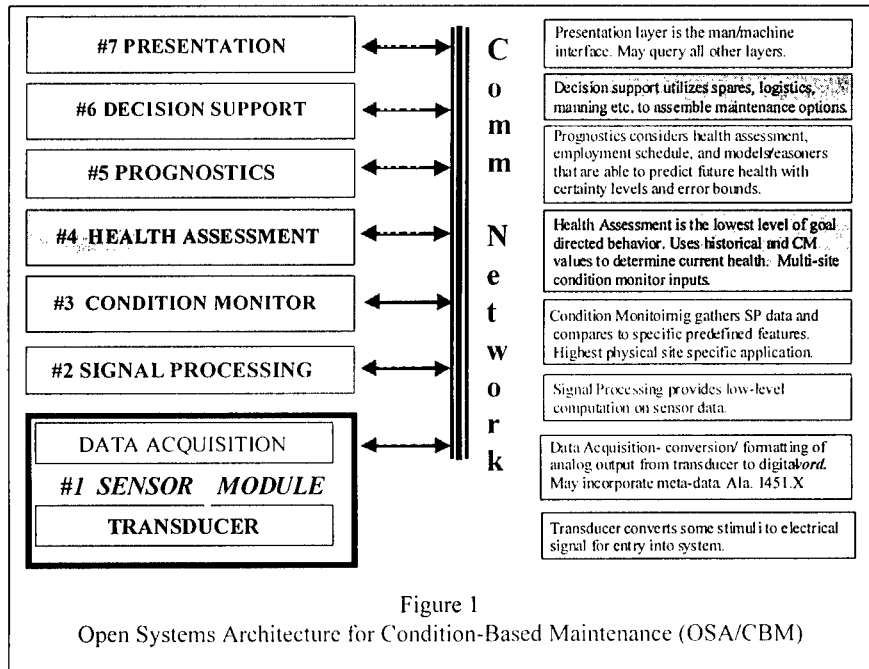 #7 PRESENTATION
#6 DECISION SUPPORT
#5 PROGNOSTICS
#4 HEALTH ASSESSMENT
#3 CONDITION MONITOR
#2 SIGNAL PROCESSING
DATA ACQUISITION
#1 SENSOR MODULE
TRANSDUCER
Comm Network
Presentation layer is the man/machine
interface. May query all other layers.
Decision support utilizes spares, logistics,
manning etc. to assemble maintenance options.
Prognostics considers health assessment,
employment schedule, and models/easoners
that are able to predict future health with
certainty levels and error bounds.
Health Assessment is the lowest level of goal
directed behavior. Uses historical and CM
values to determine current health. Multi-site
condition monitor inputs.
Condition Monitoimig gathers SP data and
compares to specific predefined features.
Highest physical site specific application.
Signal Processing provides low-level
computation on sensor data.
Data Acquisition- conversion/ formatting of
analog output from transducer to digitalvord.
May incorporate meta-data. Ala. 1451.X
Transducer converts some stimuli to electrical
signal for entry into system.
Figure 1
Open Systems Architecture for Condition-Based Maintenance (OSA/CBM)